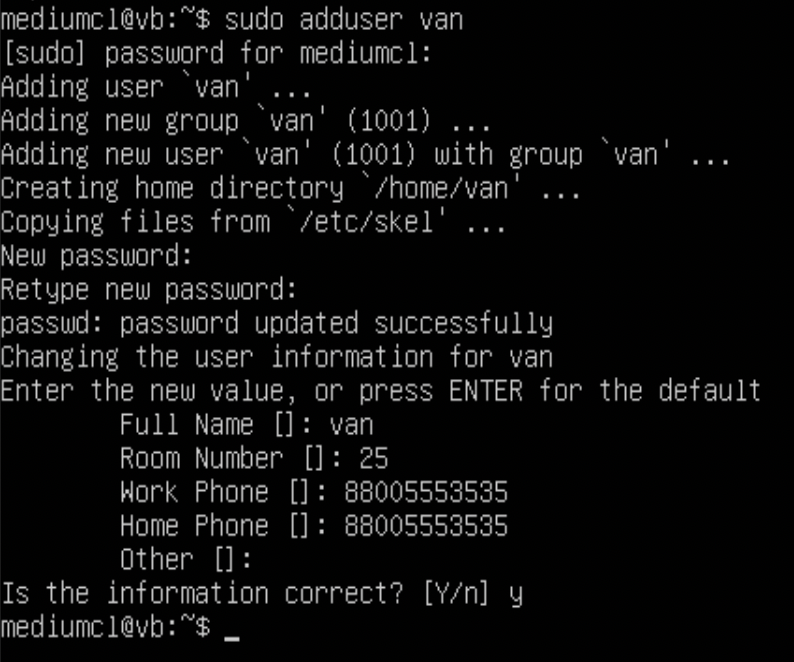 mediumcl@vb:~$ sudo adduser van
[sudo] password for mediumcl:
Adding user `van' ...
Adding new group `van' (1001) ...
Adding new user `van' (1001) with group `van' ...
Creating home directory `/home/van' ...
Copying files from `/etc/skel' ...
New password:
Retype new password:
passwd: password updated successfully
Changing the user information for van
Enter the new value, or press ENTER for the default
        Full Name []: van
        Room Number []: 25
        Work Phone []: 88005553535
        Home Phone []: 88005553535
        Other []:
Is the information correct? [Y/n] y
mediumcl@vb:~$ _